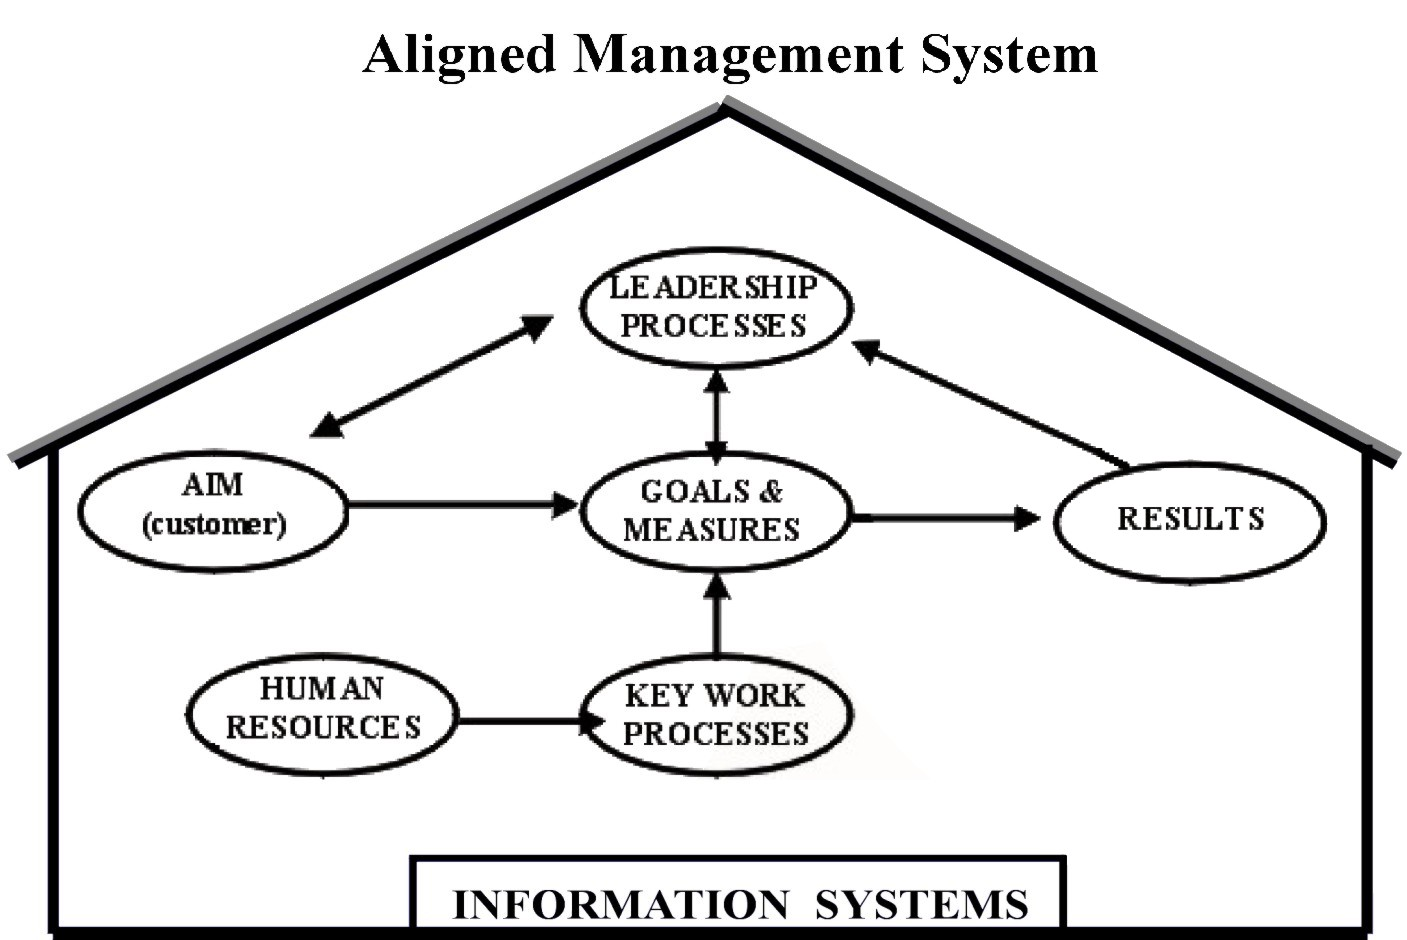 Aligned Management System
LEADERSHIP
PROCESSES
AIM
(customer)
GOALS &
MEASURES
RESULTS
HUMAN
RESOURCES
KEY WORK
PROCESSES
INFORMATION SYSTEMS